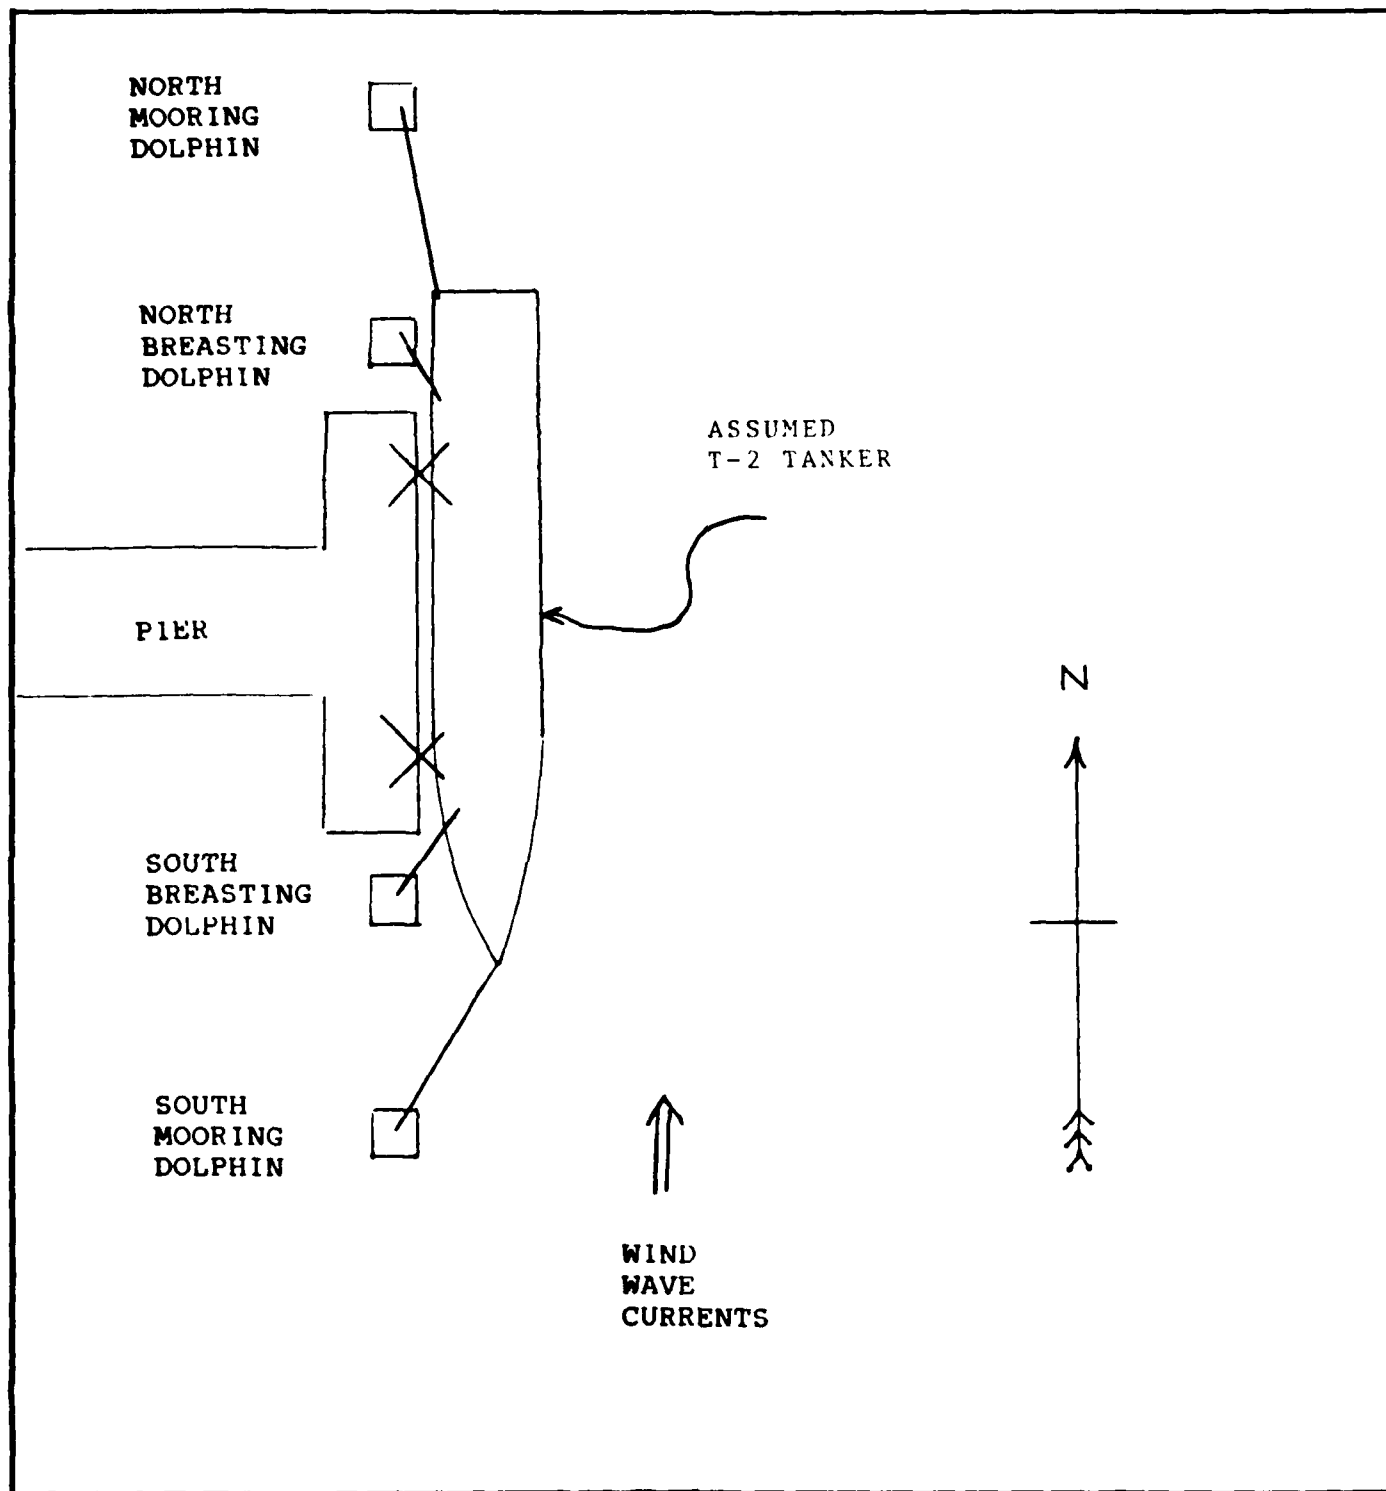 NORTH
MOORING
DOLPHIN
NORTH
BREASTING
DOLPHIN
ASSUMED
T-2 TANKER
PIER
N
SOUTH
BREASTING
DOLPHIN
SOUTH
MOORING
DOLPHIN
WIND
WAVE
CURRENTS